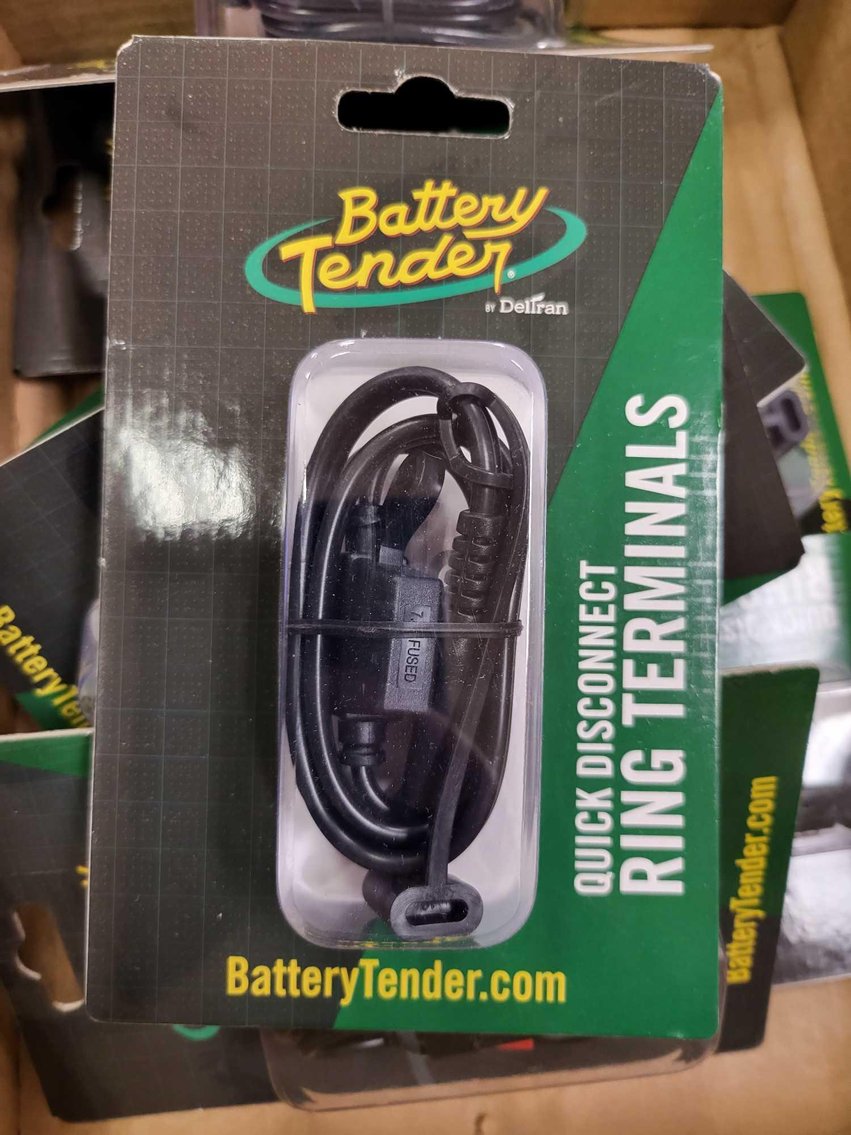 Battery
Tender®
BY Deltran
QUICK DISCONNECT
RING TERMINALS
FUSED
BatteryTender.com
BatteryTender.com